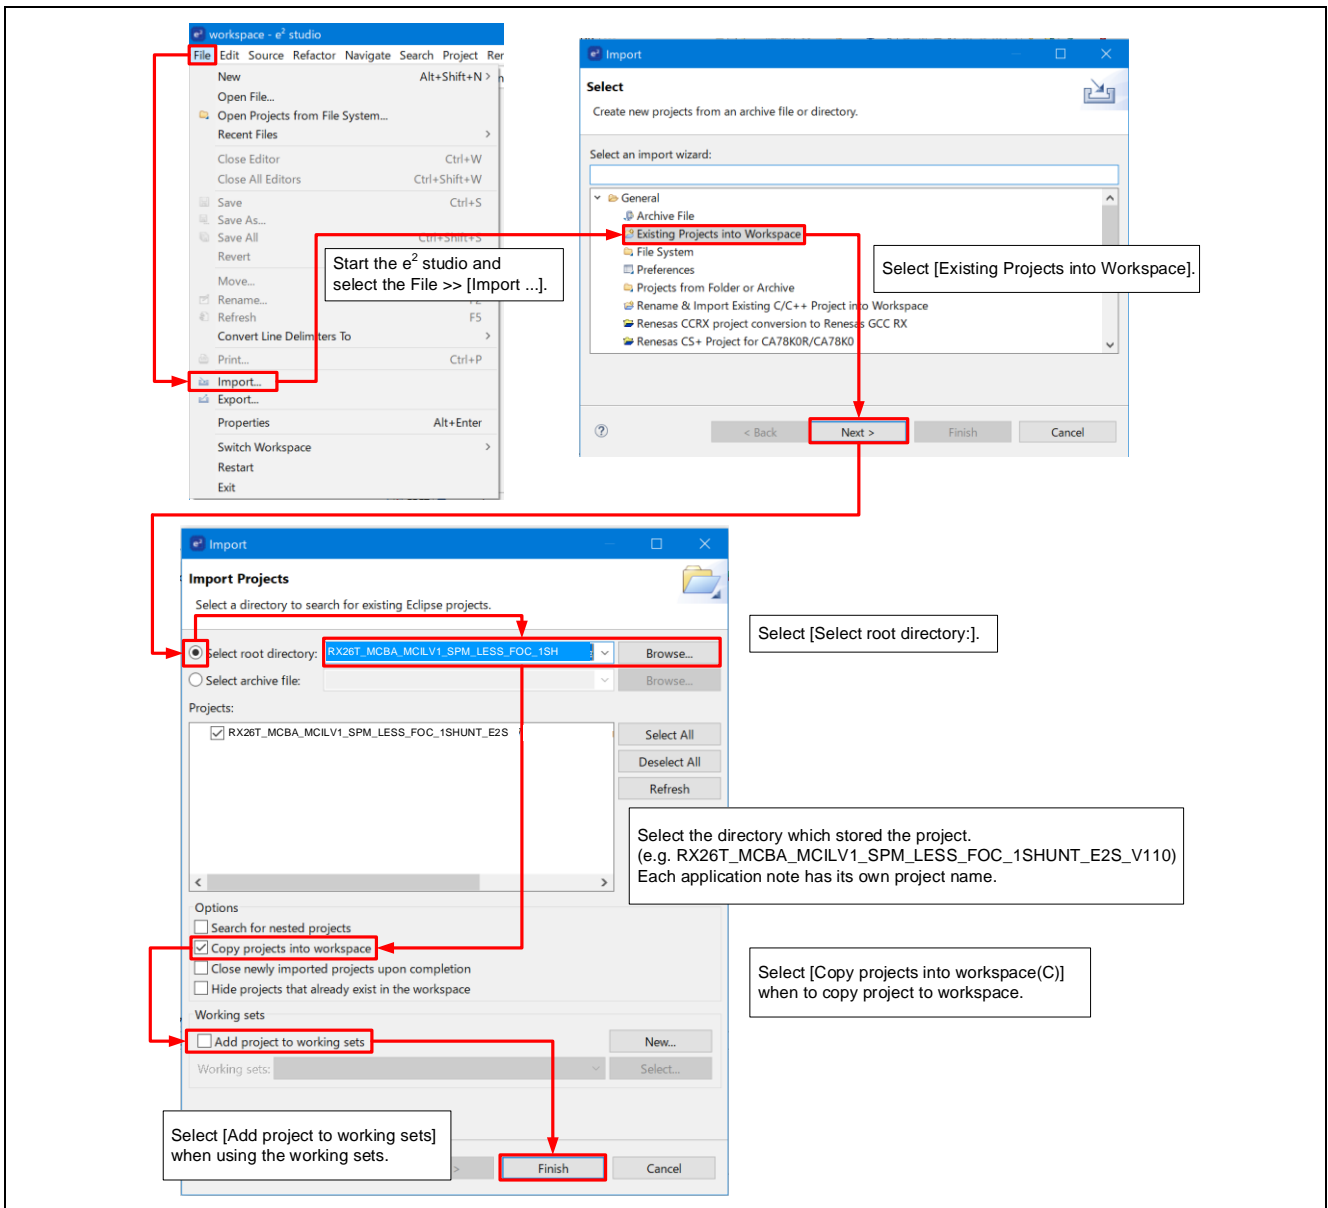 workspace - e² studio
File Edit Source Refactor Navigate Search Project Rer
New Alt+Shift+N >
Open File...
Open Projects from File System...
Recent Files >
Close Editor Ctrl+W
Close All Editors Ctrl+Shift+W
Save Ctrl+S
Save As...
Save All Ctrl+Shift+S
Revert
Move...
Rename... F2
Refresh F5
Convert Line Delimiters To >
Print... Ctrl+P
Import...
Export...
Properties Alt+Enter
Switch Workspace >
Restart
Exit
Start the e² studio and
select the File >> [Import ...].
Import
Select
Create new projects from an archive file or directory.
Select an import wizard:
General
Archive File
Existing Projects into Workspace
File System
Preferences
Projects from Folder or Archive
Rename & Import Existing C/C++ Project into Workspace
Renesas CCRX project conversion to Renesas GCC RX
Renesas CS+ Project for CA78K0R/CA78K0
< Back Next > Finish Cancel
Select [Existing Projects into Workspace].
Import
Import Projects
Select a directory to search for existing Eclipse projects.
Select root directory: RX26T_MCBA_MCILV1_SPM_LESS_FOC_1SH Browse...
Select archive file: Browse...
Projects:
RX26T_MCBA_MCILV1_SPM_LESS_FOC_1SHUNT_E2S
Select All
Deselect All
Refresh
Options
Search for nested projects
Copy projects into workspace
Close newly imported projects upon completion
Hide projects that already exist in the workspace
Working sets
Add project to working sets New...
Working sets: Select...
> Finish Cancel
Select [Select root directory:].
Select the directory which stored the project.
(e.g. RX26T_MCBA_MCILV1_SPM_LESS_FOC_1SHUNT_E2S_V110)
Each application note has its own project name.
Select [Copy projects into workspace(C)]
when to copy project to workspace.
Select [Add project to working sets]
when using the working sets.